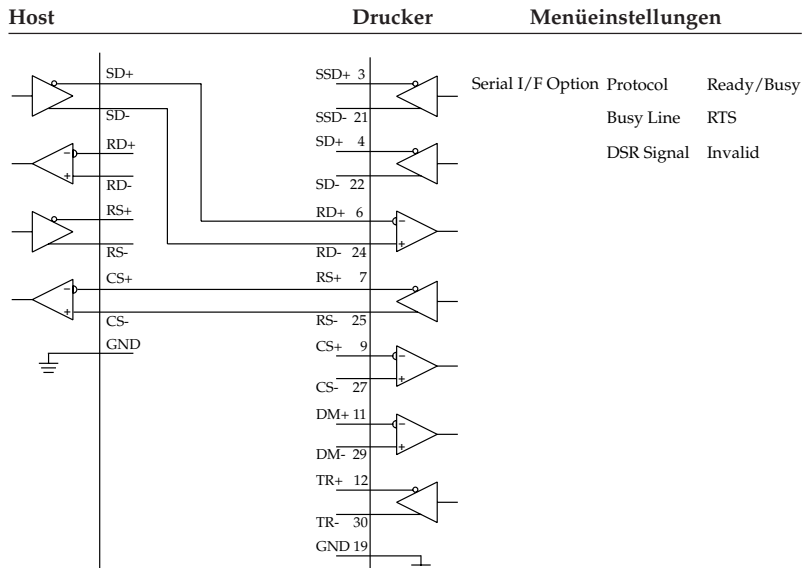 Host Drucker Menüeinstellungen
SD+ SSD+ 3 Serial I/F Option Protocol Ready/Busy
SD- SSD- 21 Busy Line RTS
RD+ SD+ 4 DSR Signal Invalid
RD- SD- 22
RS+ RD+ 6
RS- RD- 24
CS+ RS+ 7
CS- RS- 25
GND CS+ 9
CS- 27
DM+ 11
DM- 29
TR+ 12
TR- 30
GND 19